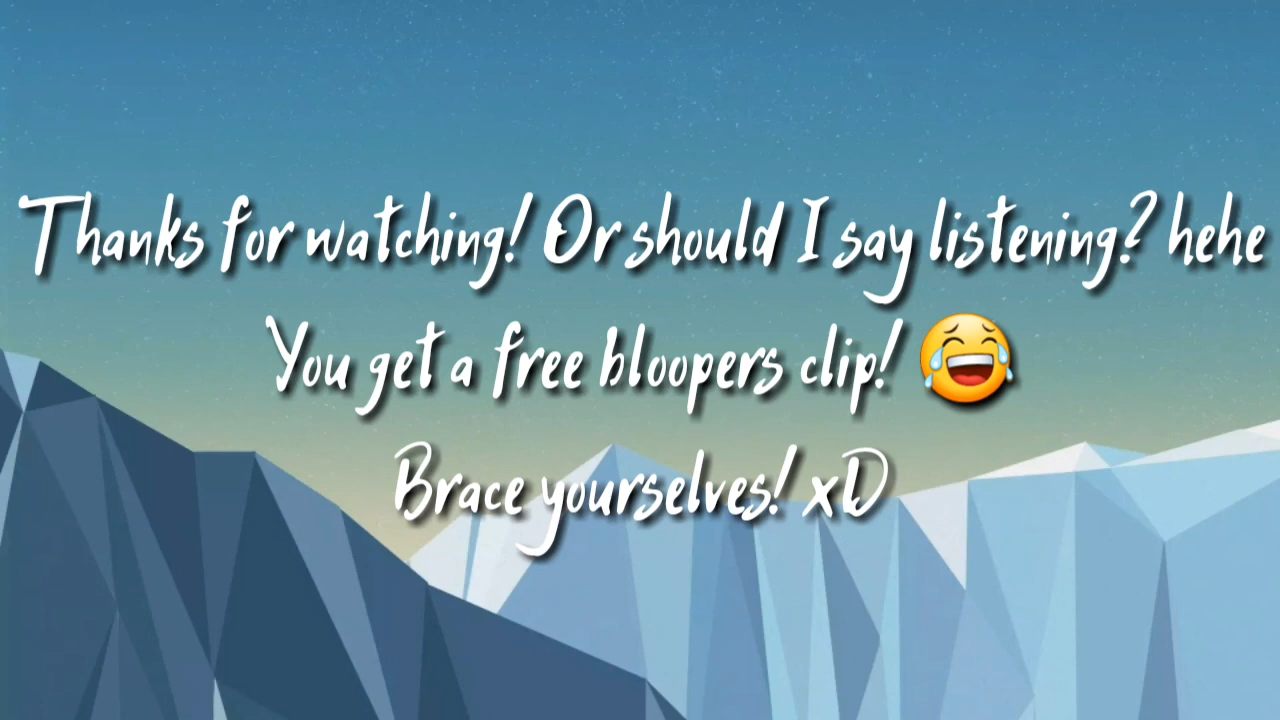 Thanks for watching! Or should I say listening? hehe
You get a free bloopers clip! 😂
Brace yourselves! xD